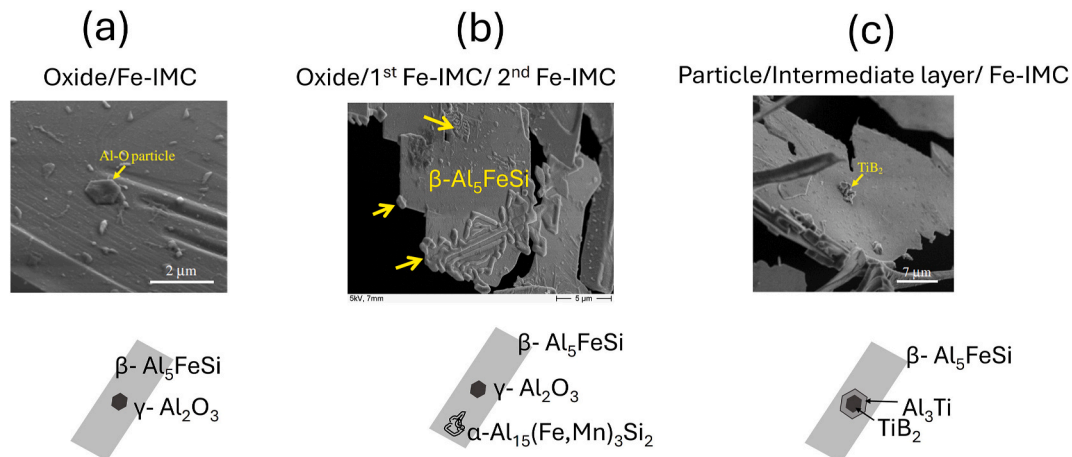 (a)
Oxide/Fe-IMC
Al-O particle
2 μm
β- Al₅FeSi
γ- Al₂O₃
(b)
Oxide/1ˢᵗ Fe-IMC/ 2ⁿᵈ Fe-IMC
β-Al₅FeSi
5kV, 7mm
5 μm
β- Al₅FeSi
γ- Al₂O₃
α-Al₁₅(Fe,Mn)₃Si₂
(c)
Particle/Intermediate layer/ Fe-IMC
TiB₂
7 μm
β- Al₅FeSi
Al₃Ti
TiB₂